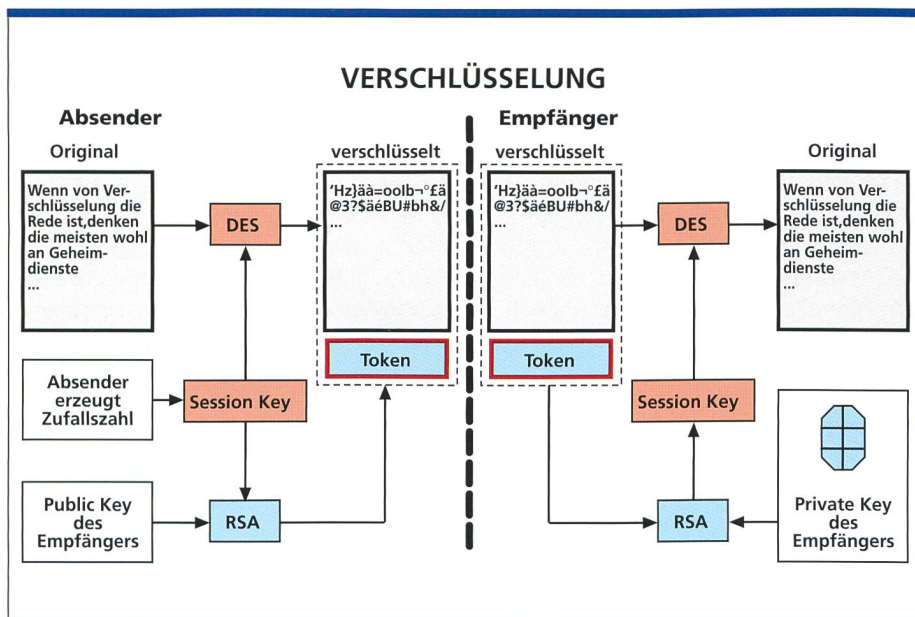 VERSCHLÜSSELUNG
Absender
Original
Wenn von Ver-
schlüsselung die
Rede ist,denken
die meisten wohl
an Geheim-
dienste
...
DES
verschlüsselt
‘Hz}äà=oolb¬°£ä
@3?$äéBU#bh&/
...
Token
Absender
erzeugt
Zufallszahl
Session Key
Public Key
des
Empfängers
RSA
Empfänger
verschlüsselt
‘Hz}äà=oolb¬°£ä
@3?$äéBU#bh&/
...
Token
DES
Original
Wenn von Ver-
schlüsselung die
Rede ist,denken
die meisten wohl
an Geheim-
dienste
...
Session Key
RSA
Private Key
des
Empfängers